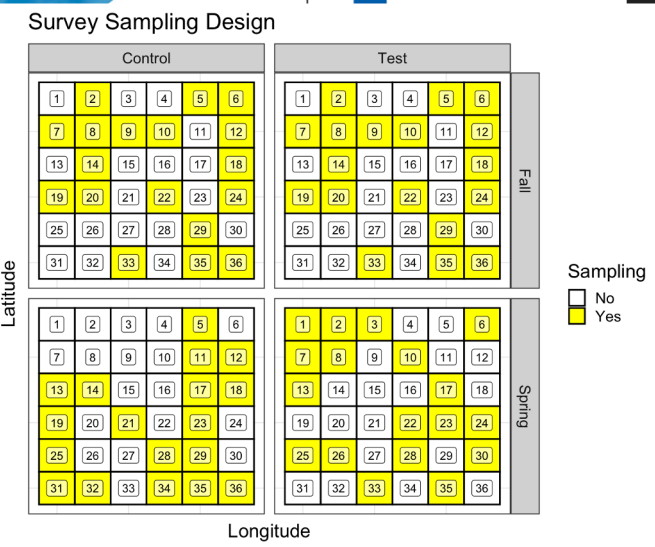 Survey Sampling Design
Control
Test
1 2 3 4 5 6
7 8 9 10 11 12
13 14 15 16 17 18
19 20 21 22 23 24
25 26 27 28 29 30
31 32 33 34 35 36
1 2 3 4 5 6
7 8 9 10 11 12
13 14 15 16 17 18
19 20 21 22 23 24
25 26 27 28 29 30
31 32 33 34 35 36
Fall
1 2 3 4 5 6
7 8 9 10 11 12
13 14 15 16 17 18
19 20 21 22 23 24
25 26 27 28 29 30
31 32 33 34 35 36
1 2 3 4 5 6
7 8 9 10 11 12
13 14 15 16 17 18
19 20 21 22 23 24
25 26 27 28 29 30
31 32 33 34 35 36
Spring
Latitude
Longitude
Sampling
No
Yes